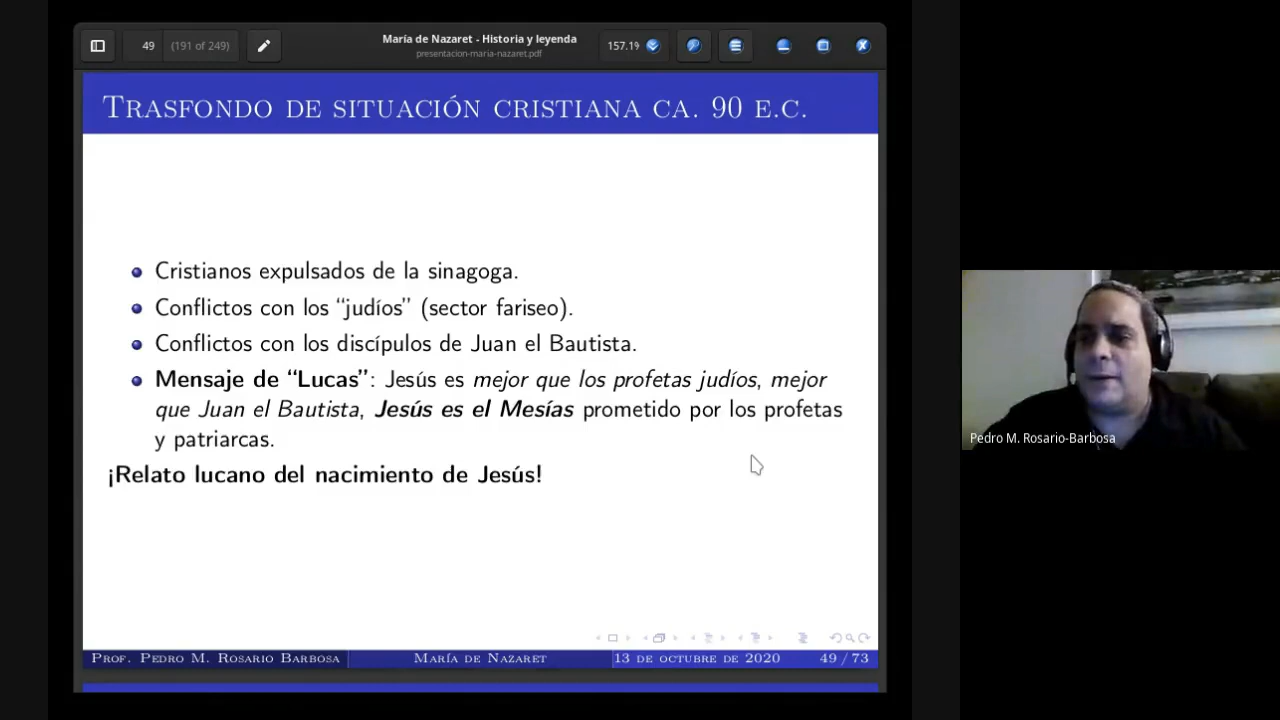 49 (191 of 249)
María de Nazaret - Historia y leyenda
presentacion-maria-nazaret.pdf
157.19
Trasfondo de situación cristiana ca. 90 e.c.
Cristianos expulsados de la sinagoga.
Conflictos con los “judíos” (sector fariseo).
Conflictos con los discípulos de Juan el Bautista.
Mensaje de “Lucas”: Jesús es mejor que los profetas judíos, mejor
que Juan el Bautista, Jesús es el Mesías prometido por los profetas
y patriarcas.
¡Relato lucano del nacimiento de Jesús!
Prof. Pedro M. Rosario Barbosa María de Nazaret 13 de octubre de 2020 49 / 73
Pedro M. Rosario-Barbosa